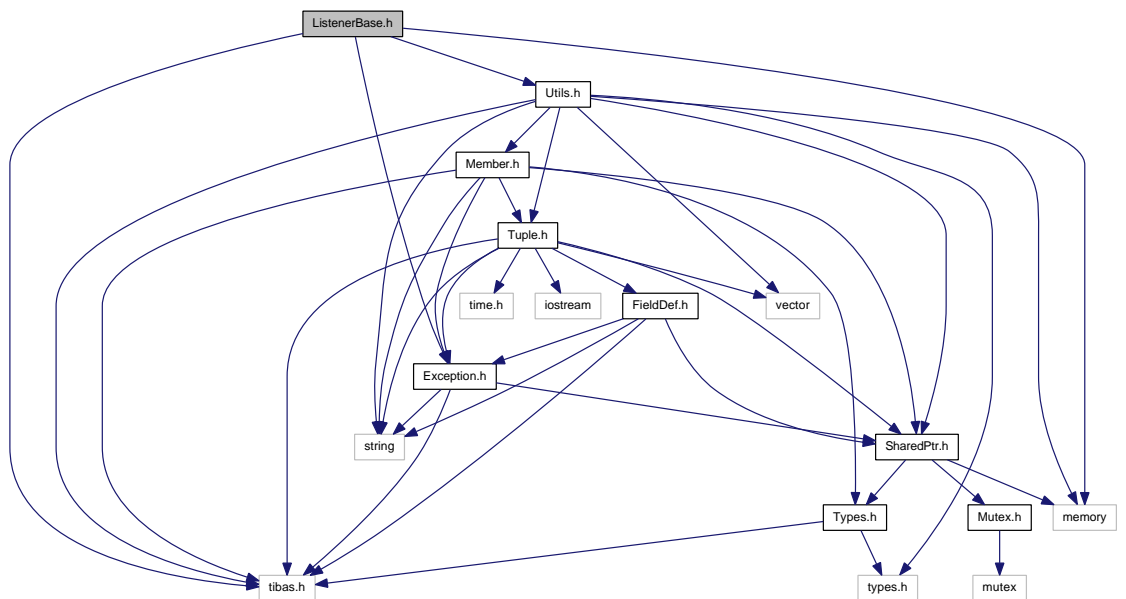 ListenerBase.h
Utils.h
Member.h
Tuple.h
time.h
iostream
FieldDef.h
vector
Exception.h
string
SharedPtr.h
Types.h
Mutex.h
memory
tibas.h
types.h
mutex